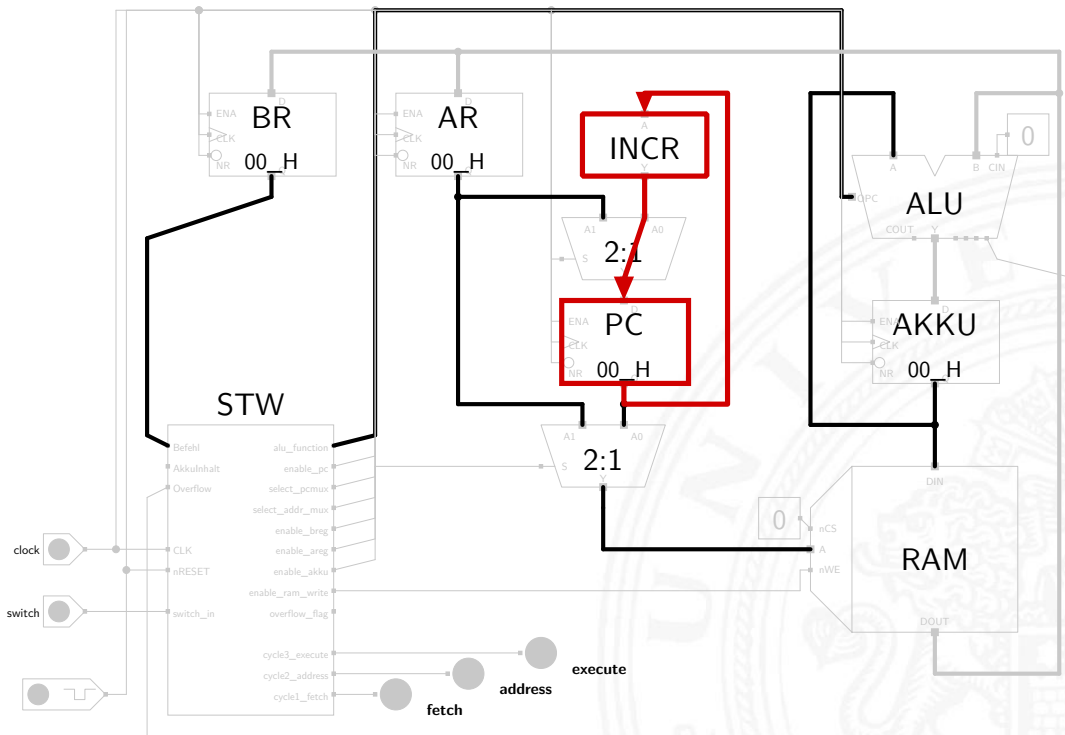 D
D
A
ENA
BR
ENA
AR
INCR
0
CLK
CLK
NR
00_H
NR
00_H
Y
A
B
CIN
OPC
ALU
A1
A0
A1
COUT
Y
2:1
S
D
D
ENA
PC
ENA
AKKU
CLK
CLK
NR
00_H
NR
00_H
STW
A1
A0
Befehl
alu_function
AkkuInhalt
enable_pc
S
2:1
Overflow
select_pcmux
Y
DIN
select_addr_mux
0
enable_breg
nCS
clock
CLK
enable_areg
A
RAM
nRESET
enable_akku
nWE
enable_ram_write
switch
switch_in
overflow_flag
DOUT
cycle3_execute
execute
cycle2_address
address
cycle1_fetch
fetch
UNIVE